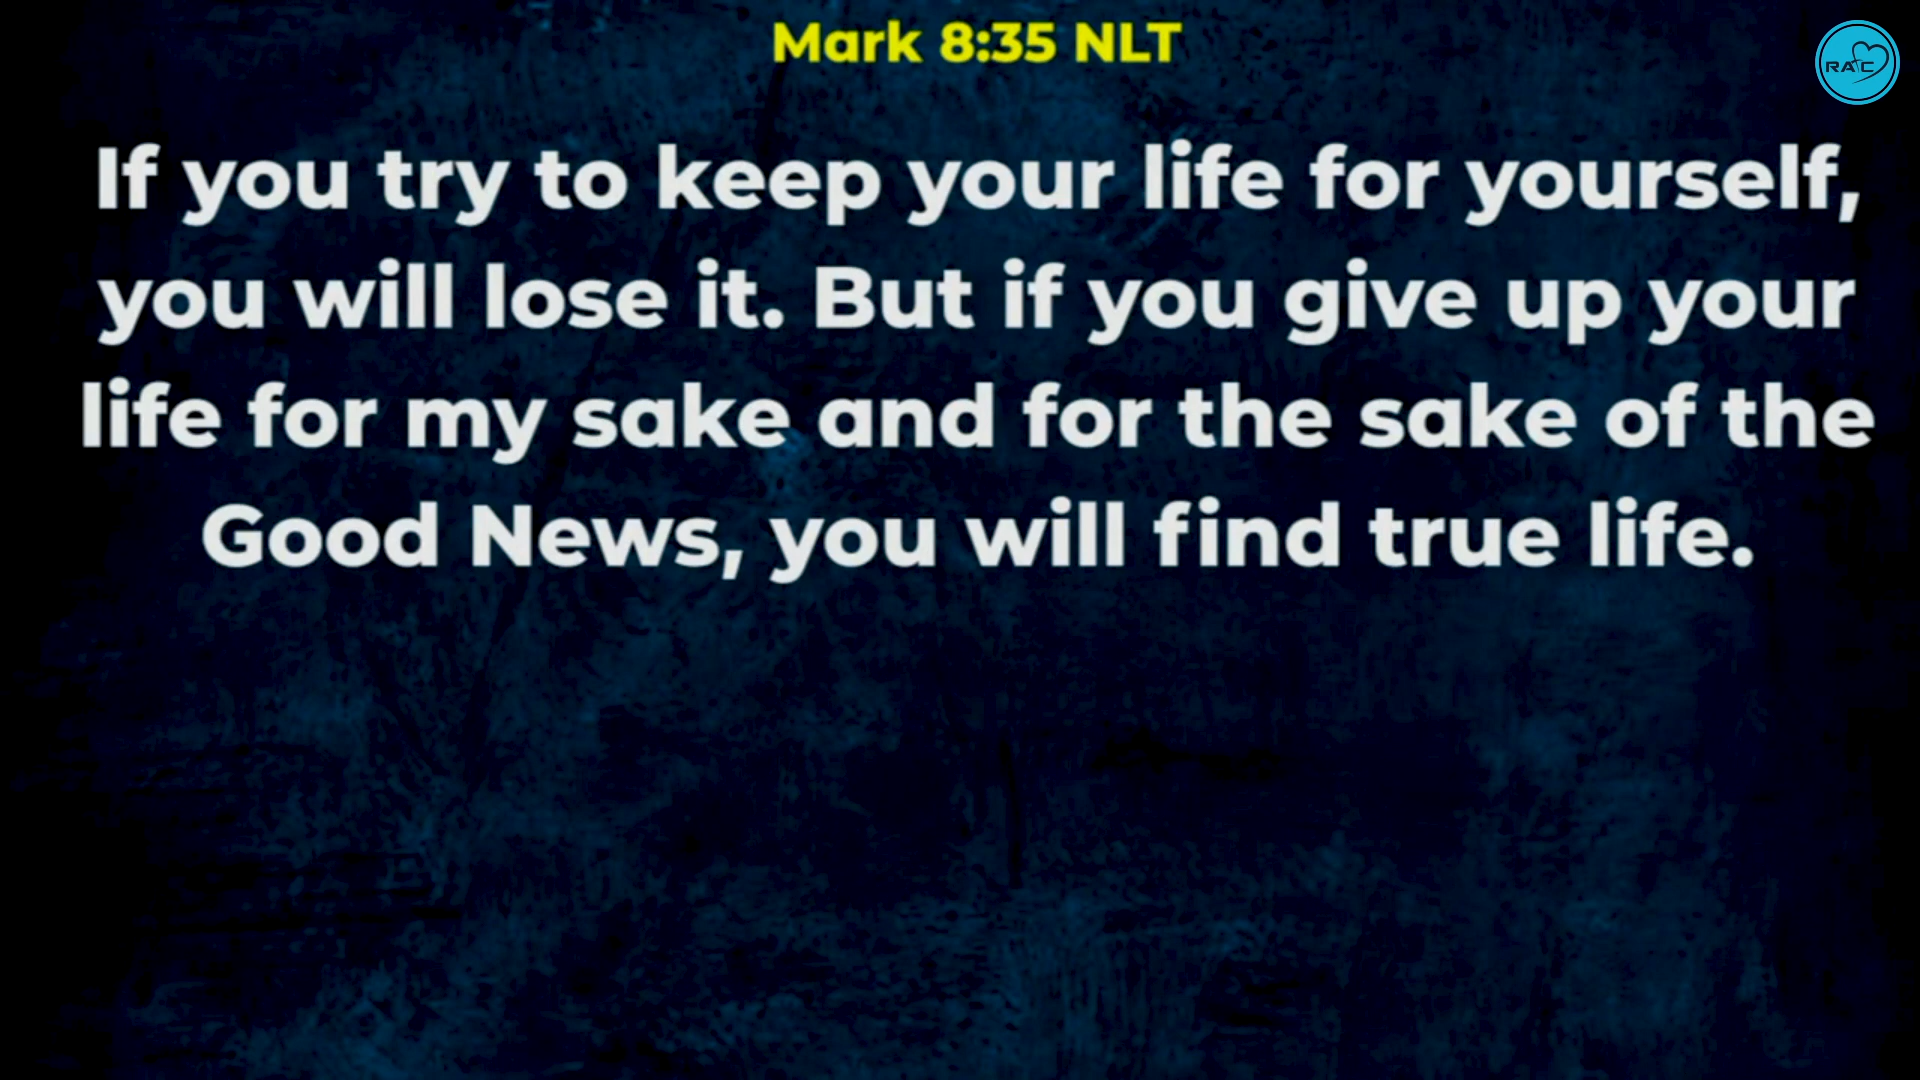 Mark 8:35 NLT
RAC
If you try to keep your life for yourself,
you will lose it. But if you give up your
life for my sake and for the sake of the
Good News, you will find true life.